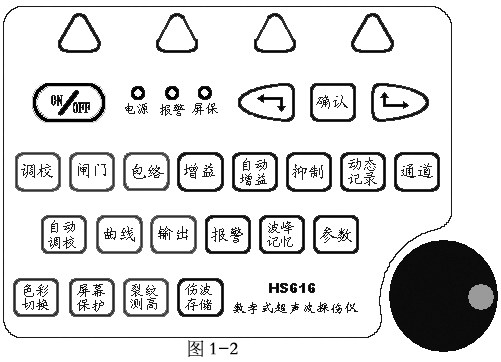 ON/OFF 电源 报警 屏保 确认
调校 闸门 包络 增益 自动增益 抑制 动态记录 通道
自动调校 曲线 输出 报警 波峰记忆 参数
色彩切换 屏幕保护 裂纹测高 伤波存储
HS616
数字式超声波探伤仪
图 1-2